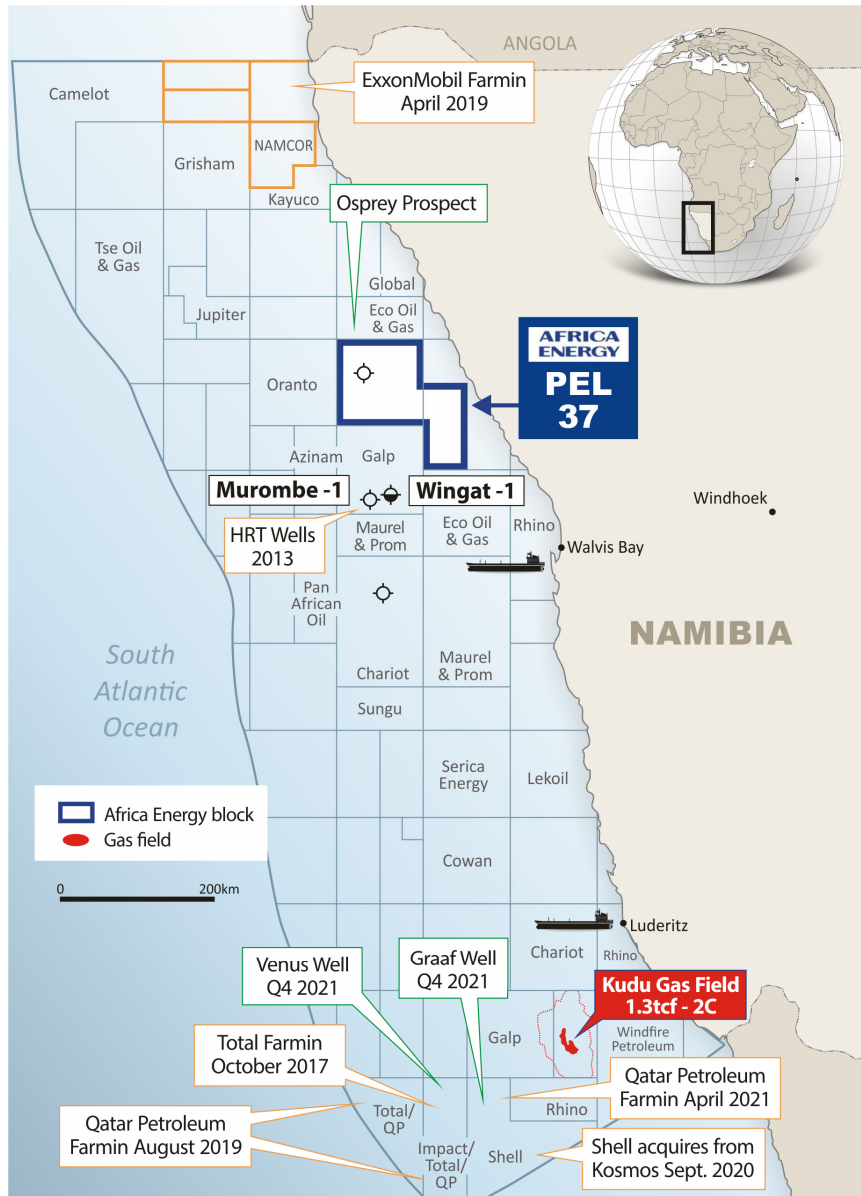 ANGOLA
ExxonMobil Farmin
April 2019
Camelot
NAMCOR
Grisham
Kayuco
Osprey Prospect
Tse Oil
& Gas
Global
Jupiter
Eco Oil
& Gas
AFRICA
ENERGY
PEL
37
Oranto
Azinam
Galp
Murombe -1
Wingat -1
Windhoek
HRT Wells
2013
Maurel
& Prom
Eco Oil
& Gas
Rhino
Walvis Bay
Pan
African
Oil
NAMIBIA
South
Atlantic
Ocean
Chariot
Maurel
& Prom
Sungu
Serica
Energy
Lekoil
Africa Energy block
Gas field
Cowan
0
200km
Luderitz
Chariot
Rhino
Venus Well
Q4 2021
Graaf Well
Q4 2021
Kudu Gas Field
1.3tcf - 2C
Galp
Windfire
Petroleum
Total Farmin
October 2017
Qatar Petroleum
Farmin April 2021
Qatar Petroleum
Farmin August 2019
Total/
QP
Rhino
Impact/
Total/
QP
Shell
Shell acquires from
Kosmos Sept. 2020